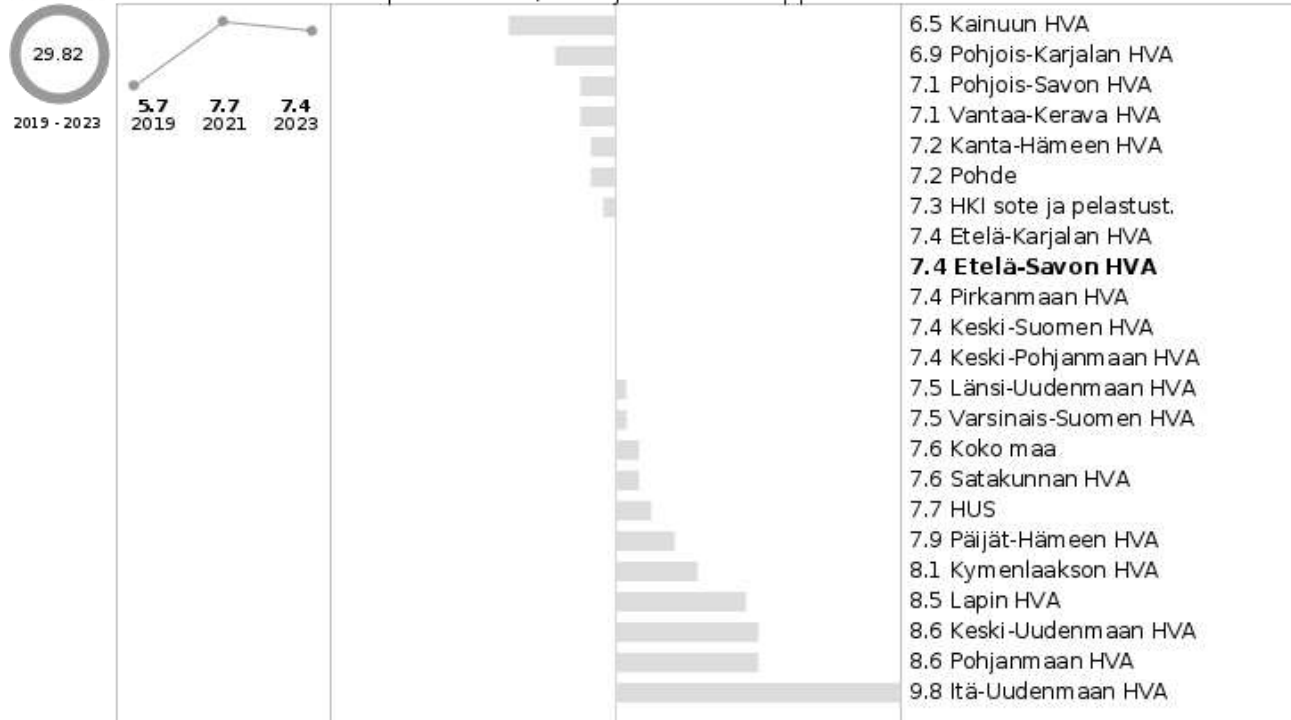 29.82
2019 - 2023
5.7 7.7 7.4
2019 2021 2023
6.5 Kainuun HVA
6.9 Pohjois-Karjalan HVA
7.1 Pohjois-Savon HVA
7.1 Vantaa-Kerava HVA
7.2 Kanta-Hämeen HVA
7.2 Pohde
7.3 HKI sote ja pelastust.
7.4 Etelä-Karjalan HVA
7.4 Etelä-Savon HVA
7.4 Pirkanmaan HVA
7.4 Keski-Suomen HVA
7.4 Keski-Pohjanmaan HVA
7.5 Länsi-Uudenmaan HVA
7.5 Varsinais-Suomen HVA
7.6 Koko maa
7.6 Satakunnan HVA
7.7 HUS
7.9 Päijät-Hämeen HVA
8.1 Kymenlaakson HVA
8.5 Lapin HVA
8.6 Keski-Uudenmaan HVA
8.6 Pohjanmaan HVA
9.8 Itä-Uudenmaan HVA